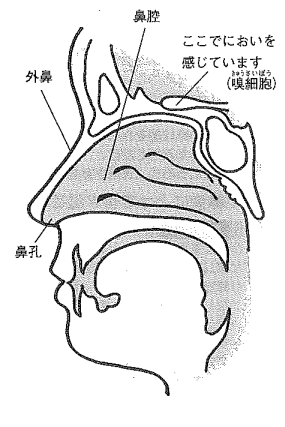 鼻腔
ここでにおいを
感じています
きゅうさいぼう
(嗅細胞)
外鼻
鼻孔